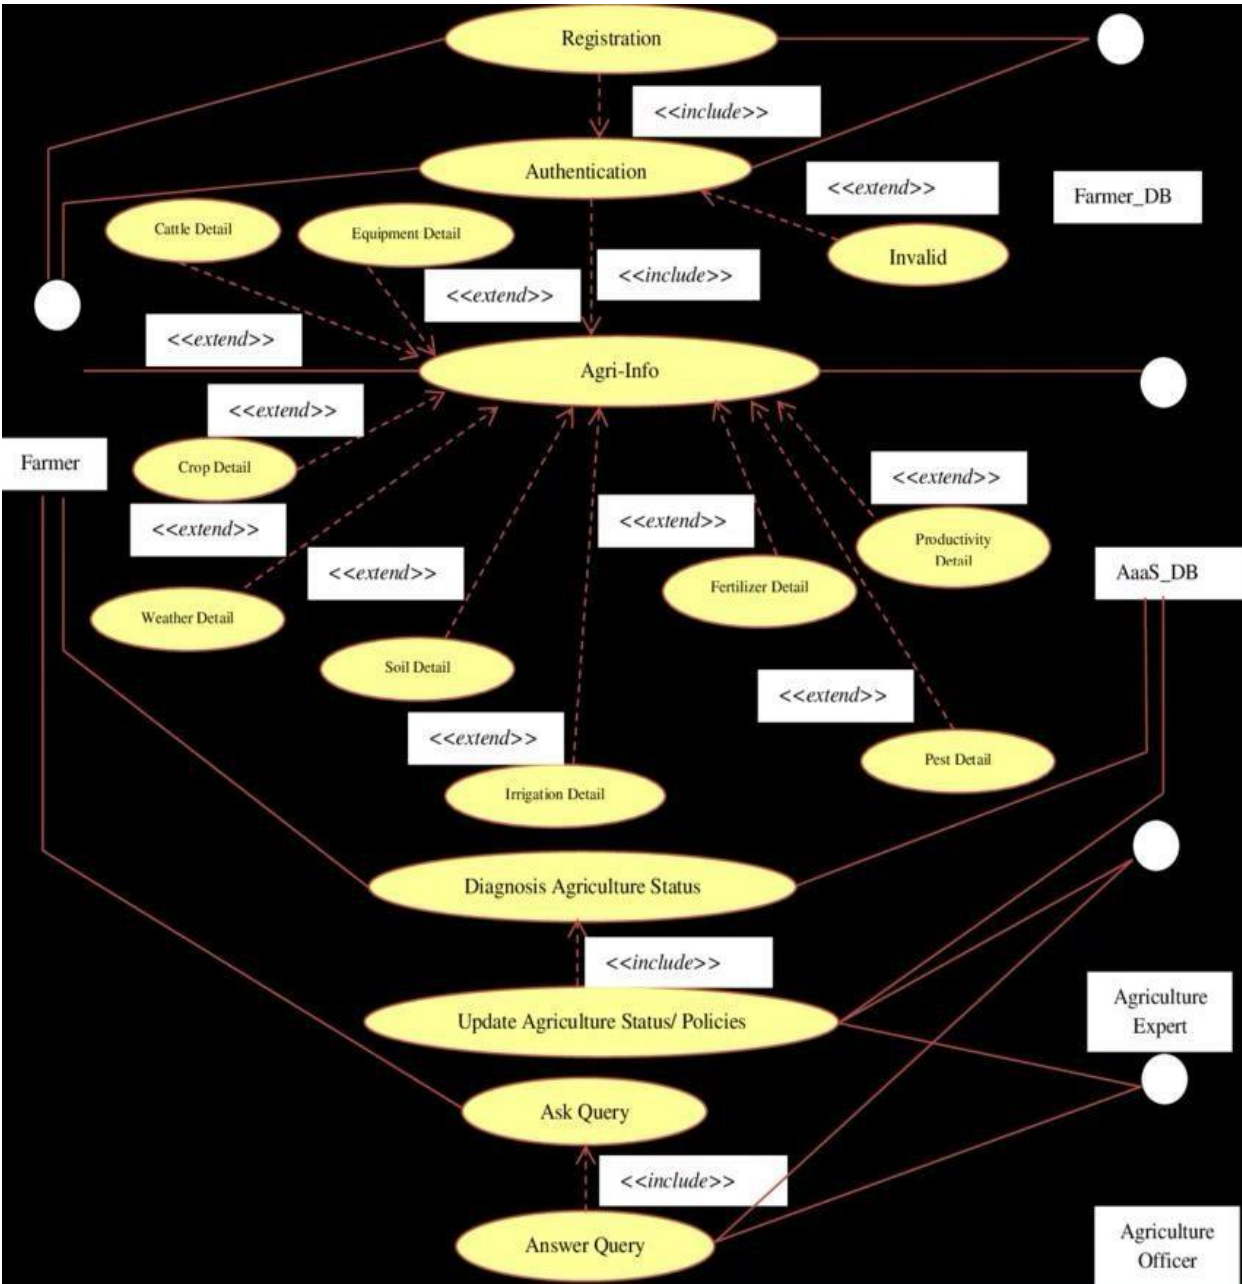 Registration
<<include>>
Authentication
<<extend>>
Farmer_DB
Cattle Detail
Equipment Detail
Invalid
<<include>>
<<extend>>
<<extend>>
Agri-Info
<<extend>>
Farmer
Crop Detail
<<extend>>
<<extend>>
<<extend>>
Productivity
Detail
<<extend>>
Fertilizer Detail
AaaS_DB
Weather Detail
Soil Detail
<<extend>>
<<extend>>
Pest Detail
Irrigation Detail
Diagnosis Agriculture Status
<<include>>
Update Agriculture Status/ Policies
Agriculture
Expert
Ask Query
<<include>>
Answer Query
Agriculture
Officer